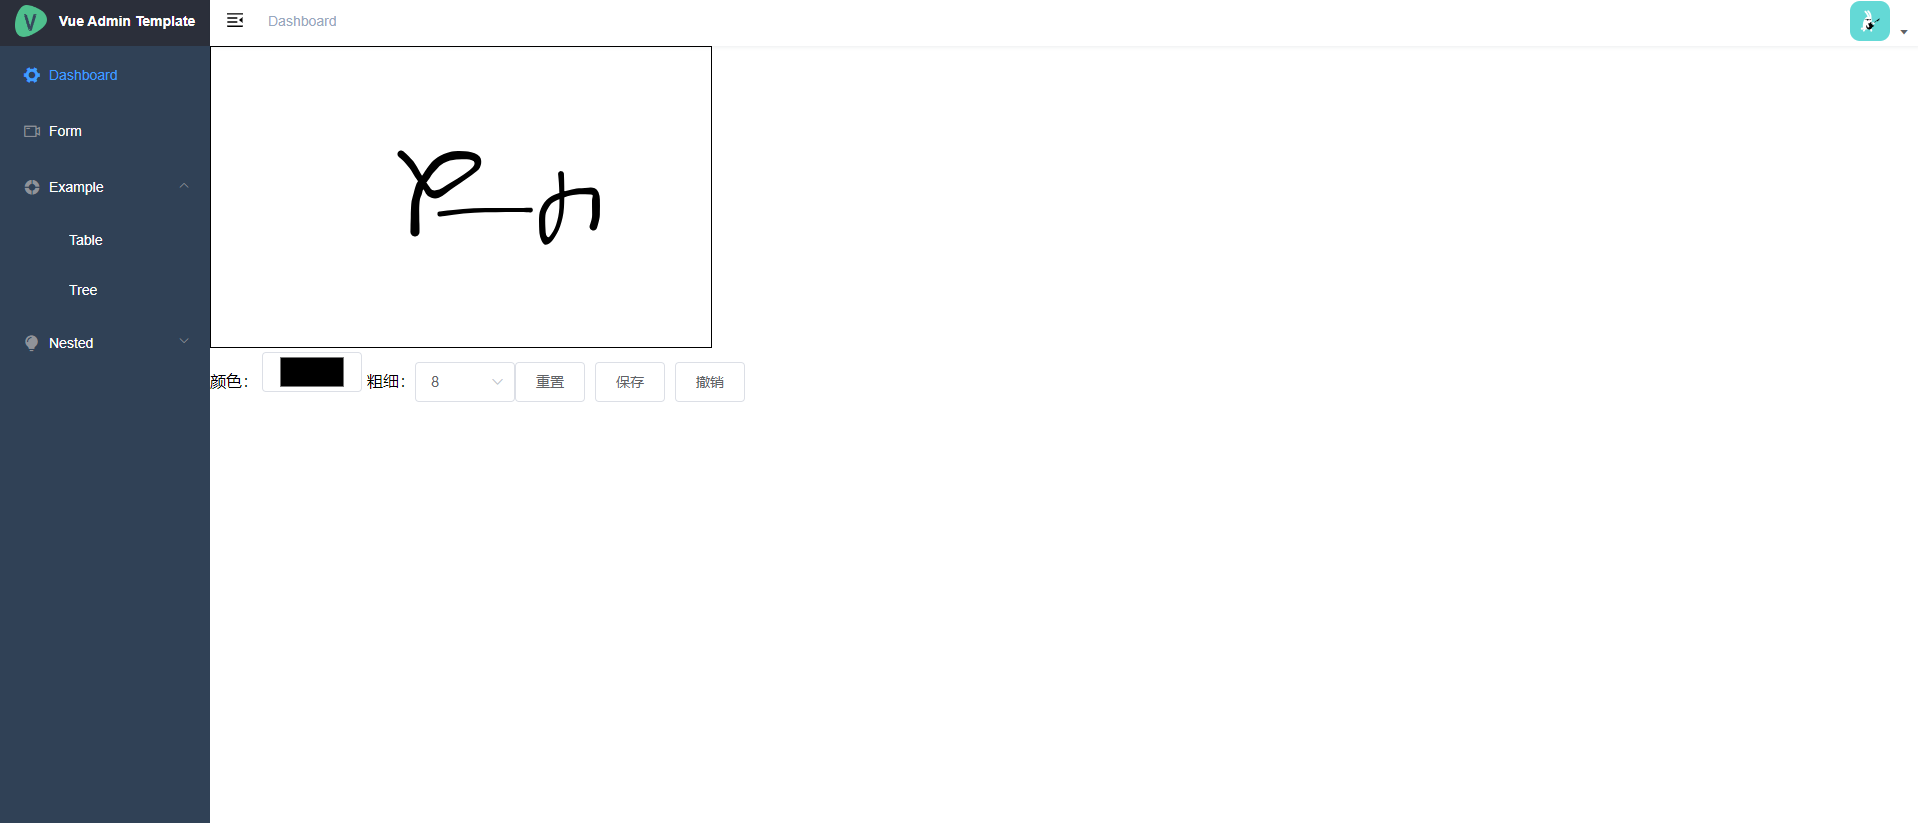 Vue Admin Template
Dashboard
Dashboard
Form
Example
Table
Tree
Nested
颜色：
粗细： 8 重置 保存 撤销